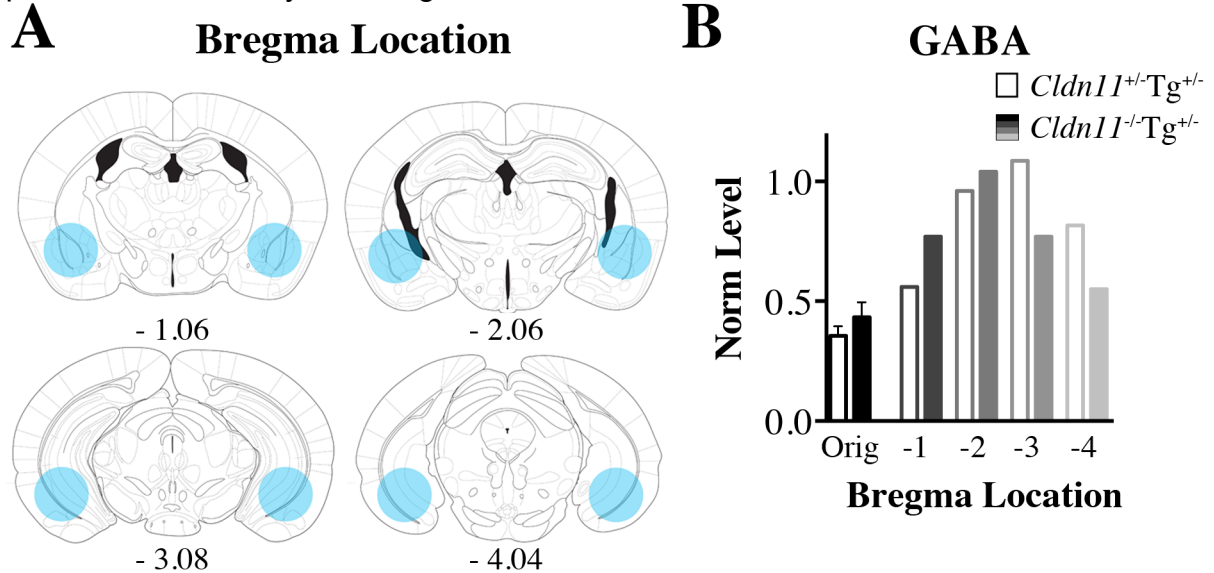 A
Bregma Location
- 1.06
- 2.06
- 3.08
- 4.04
B
GABA
Cldn11+/-Tg+/-
Cldn11-/-Tg+/-
Norm Level
1.0
0.5
0.0
Orig -1 -2 -3 -4
Bregma Location